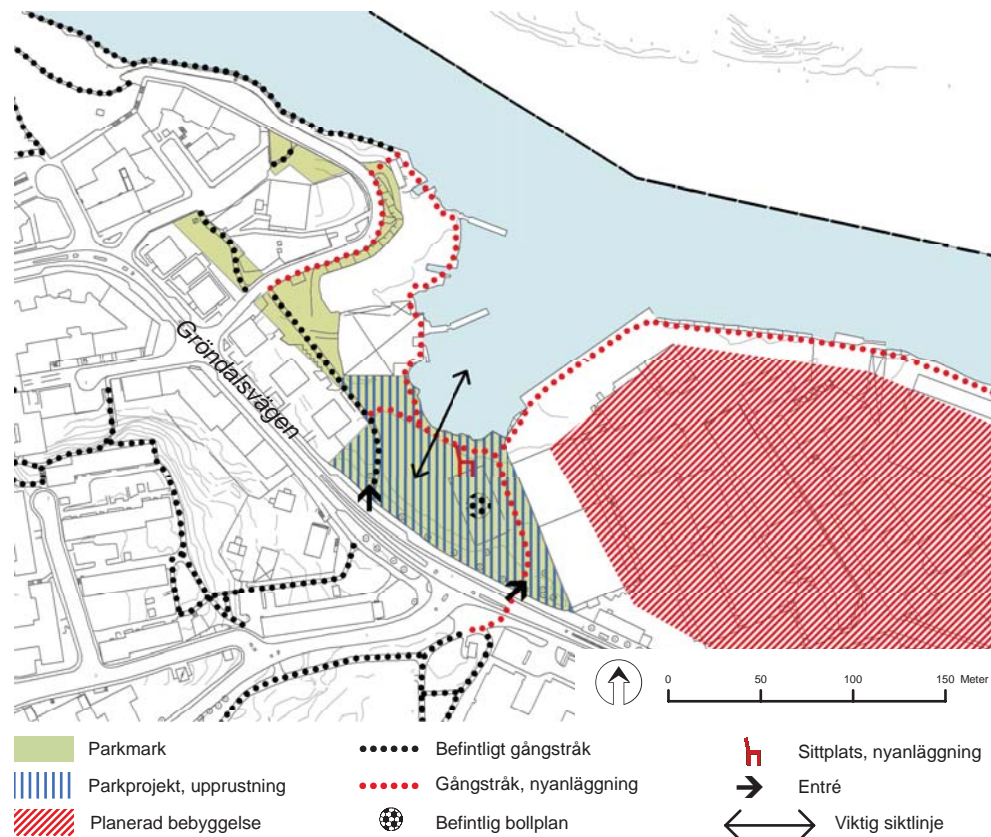 Gröndalsvägen
0 50 100 150 Meter
Parkmark
Parkprojekt, upprustning
Planerad bebyggelse
Befintligt gångstråk
Gångstråk, nyanläggning
Befintlig bollplan
Sittplats, nyanläggning
Entré
Viktig siktlinje